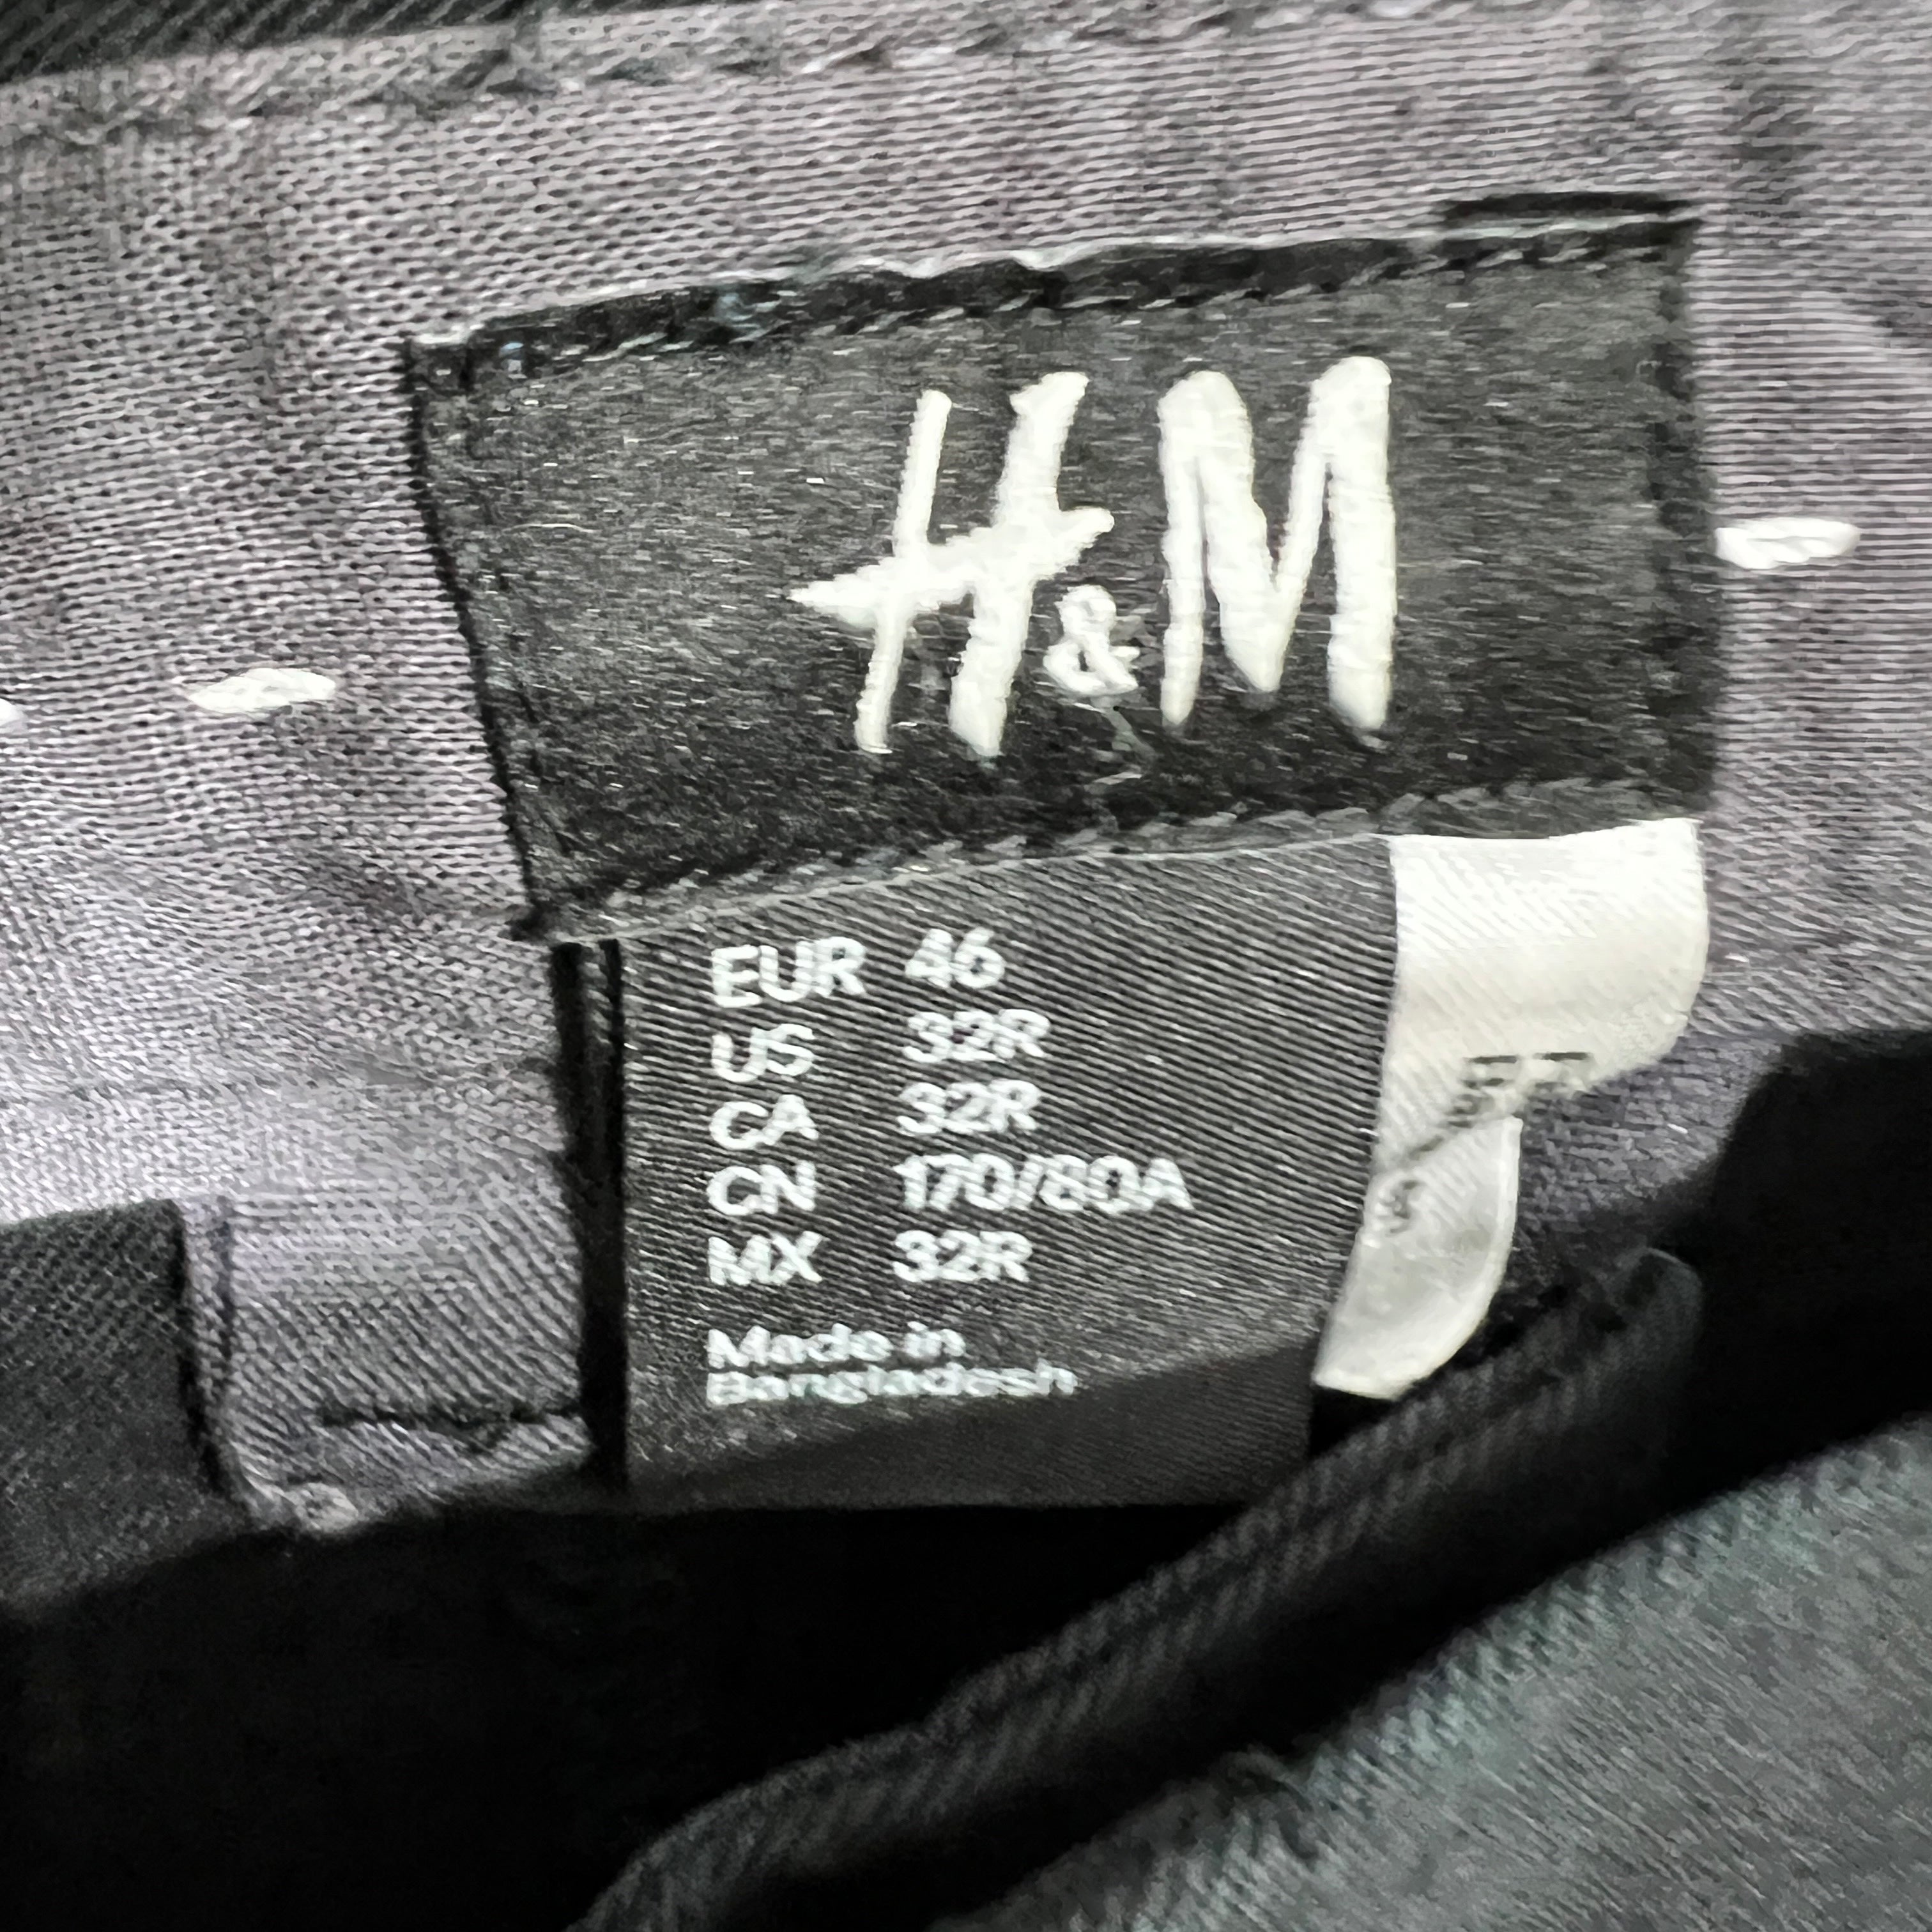 H&M
EUR 46
US 32R
CA 32R
CN 170/80A
MX 32R
Made in
Bangladesh